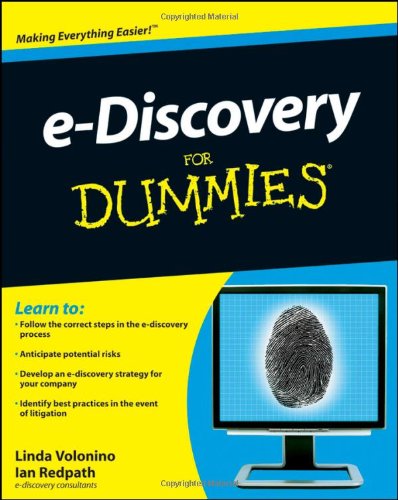 Making Everything Easier!™
e-Discovery
FOR
DUMMIES®
Learn to:
• Follow the correct steps in the e-discovery
process
• Anticipate potential risks
• Develop an e-discovery strategy for
your company
• Identify best practices in the event
of litigation
Linda Volonino
Ian Redpath
e-discovery consultants